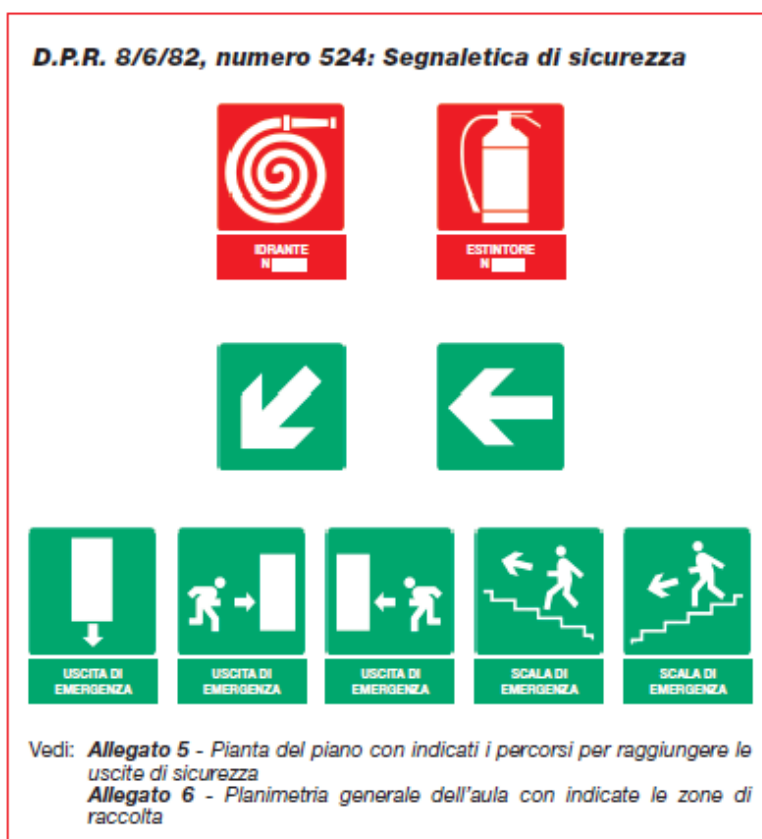 D.P.R. 8/6/82, numero 524: Segnaletica di sicurezza
IDRANTE
N
ESTINTORE
N
USCITA DI
EMERGENZA
USCITA DI
EMERGENZA
USCITA DI
EMERGENZA
SCALA DI
EMERGENZA
SCALA DI
EMERGENZA
Vedi: Allegato 5 - Pianta del piano con indicati i percorsi per raggiungere le
uscite di sicurezza
Allegato 6 - Planimetria generale dell'aula con indicate le zone di
raccolta